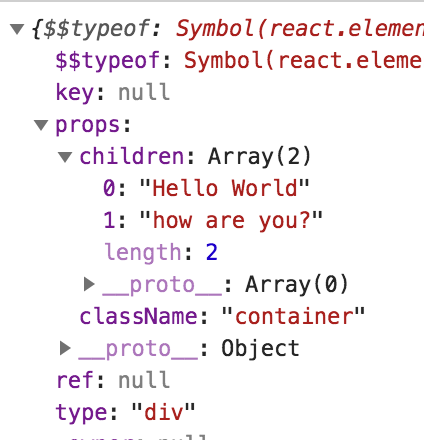 {$$typeof: Symbol(react.elemen
$$typeof: Symbol(react.eleme
key: null
props:
children: Array(2)
0: "Hello World"
1: "how are you?"
length: 2
__proto__: Array(0)
className: "container"
__proto__: Object
ref: null
type: "div"